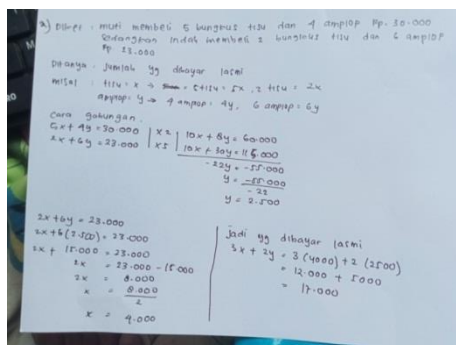 2) Diket : muti membeli 5 bungkus tisu dan 4 amplop Rp. 30.000
Sedangkan indah membeli 2 bungkus tisu dan 6 amplop
Rp. 23.000
Ditanya : jumlah yg dibayar lasmi
misal : tisu = x → 5 tisu = 5x, 2 tisu = 2x
amplop = y → 4 amplop = 4y, 6 amplop = 6y
Cara gabungan.
5x + 4y = 30.000 | x2 | 10x + 8y = 60.000
2x + 6y = 23.000 | x5 | 10x + 30y = 115.000
-22y = -55.000
y = -55.000
-22
y = 2.500
2x + 6y = 23.000
2x + 6 (2.500) = 23.000
2x + 15.000 = 23.000
2x = 23.000 - 15.000
2x = 8.000
x = 8.000
2
x = 4.000
jadi yg dibayar lasmi
3x + 2y = 3 (4000) + 2 (2500)
= 12.000 + 5000
= 17.000